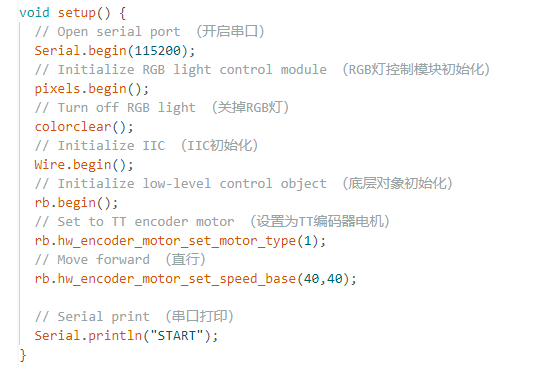 void setup() {
// Open serial port （开启串口）
Serial.begin(115200);
// Initialize RGB light control module （RGB灯控制模块初始化）
pixels.begin();
// Turn off RGB light （关掉RGB灯）
colorclear();
// Initialize IIC （IIC初始化）
Wire.begin();
// Initialize low-level control object （底层对象初始化）
rb.begin();
// Set to TT encoder motor （设置为TT编码器电机）
rb.hw_encoder_motor_set_motor_type(1);
// Move forward （直行）
rb.hw_encoder_motor_set_speed_base(40,40);
// Serial print （串口打印）
Serial.println("START");
}